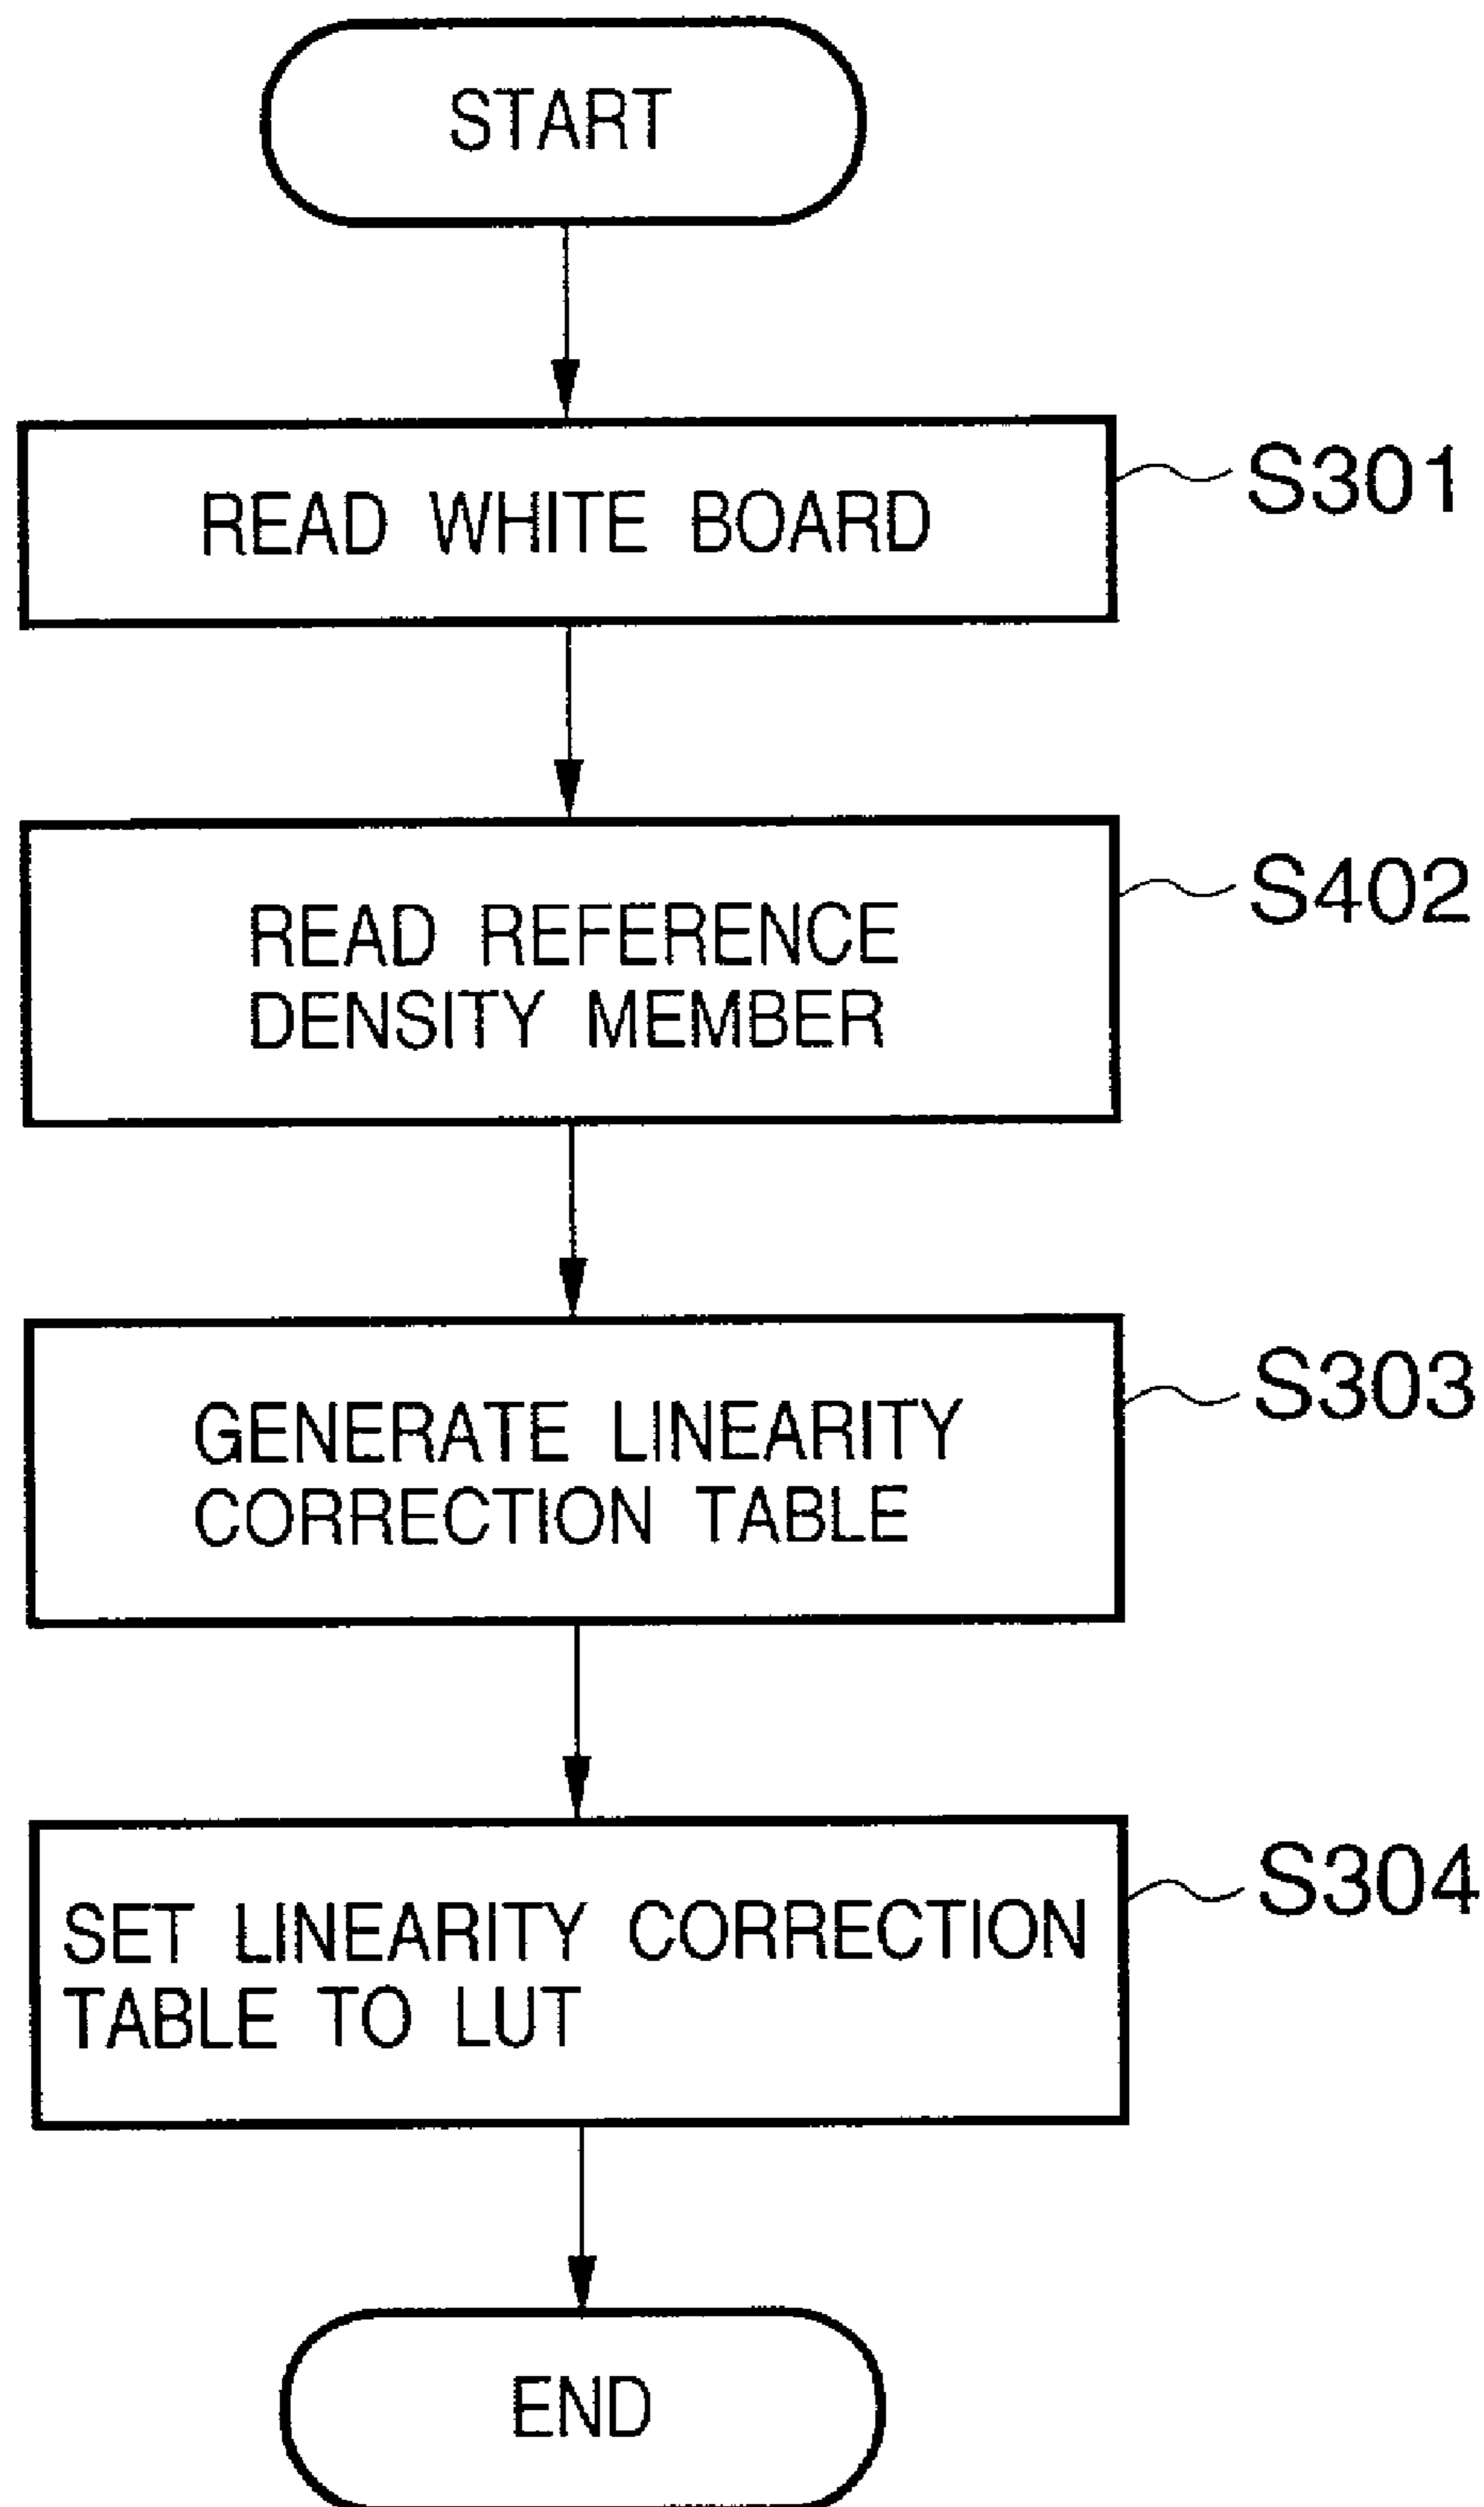 START
READ WHITE BOARD
S301
READ REFERENCE
DENSITY MEMBER
S402
GENERATE LINEARITY
CORRECTION TABLE
S303
SET LINEARITY CORRECTION
TABLE TO LUT
S304
END